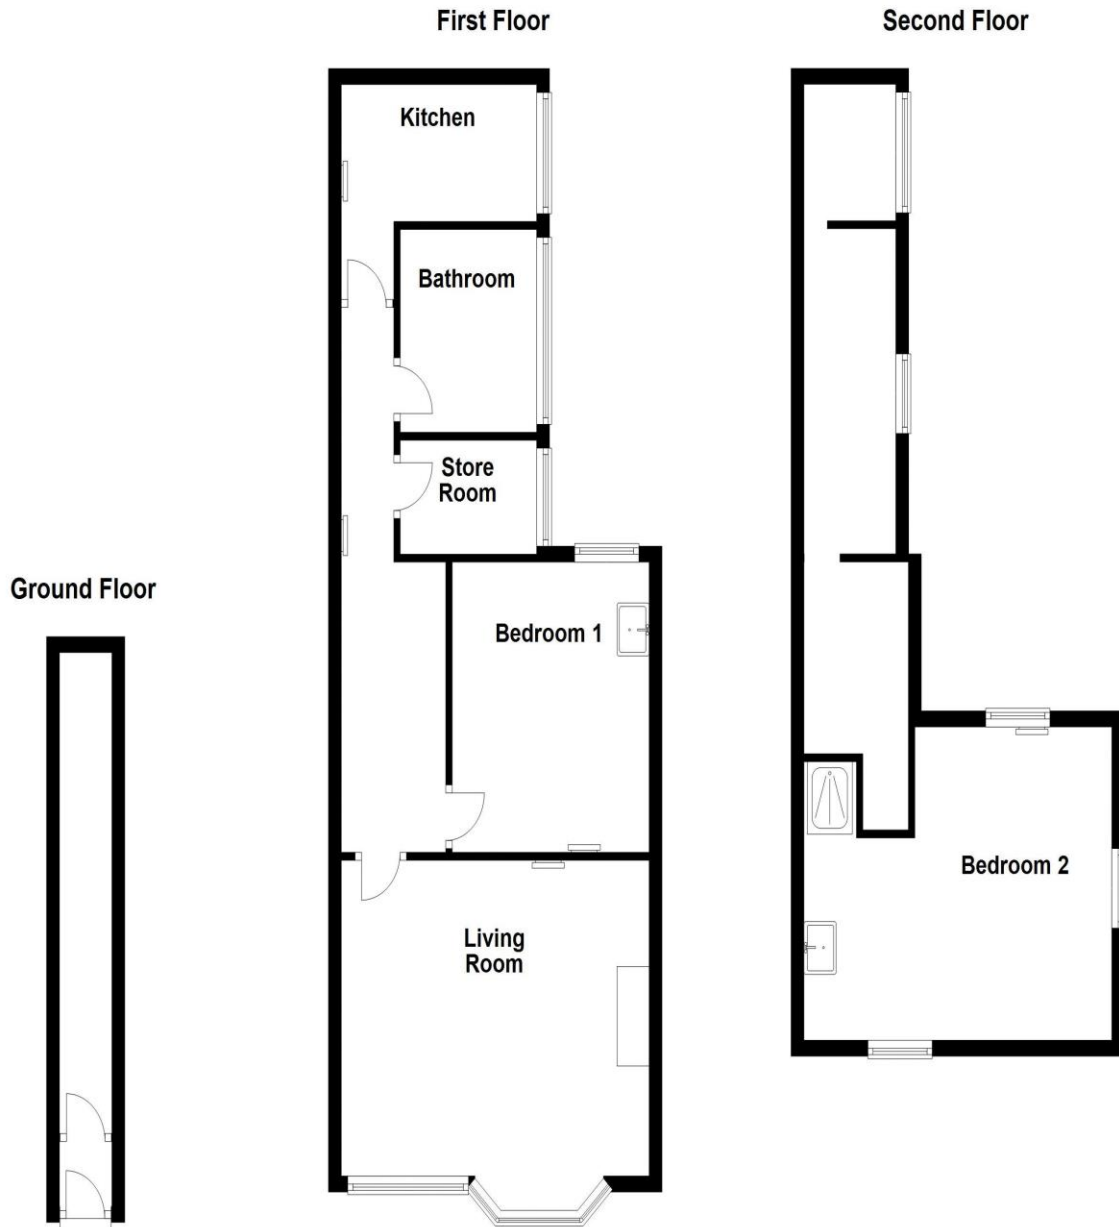 First Floor
Second Floor
Kitchen
Bathroom
Store
Room
Ground Floor
Bedroom 1
Bedroom 2
Living
Room